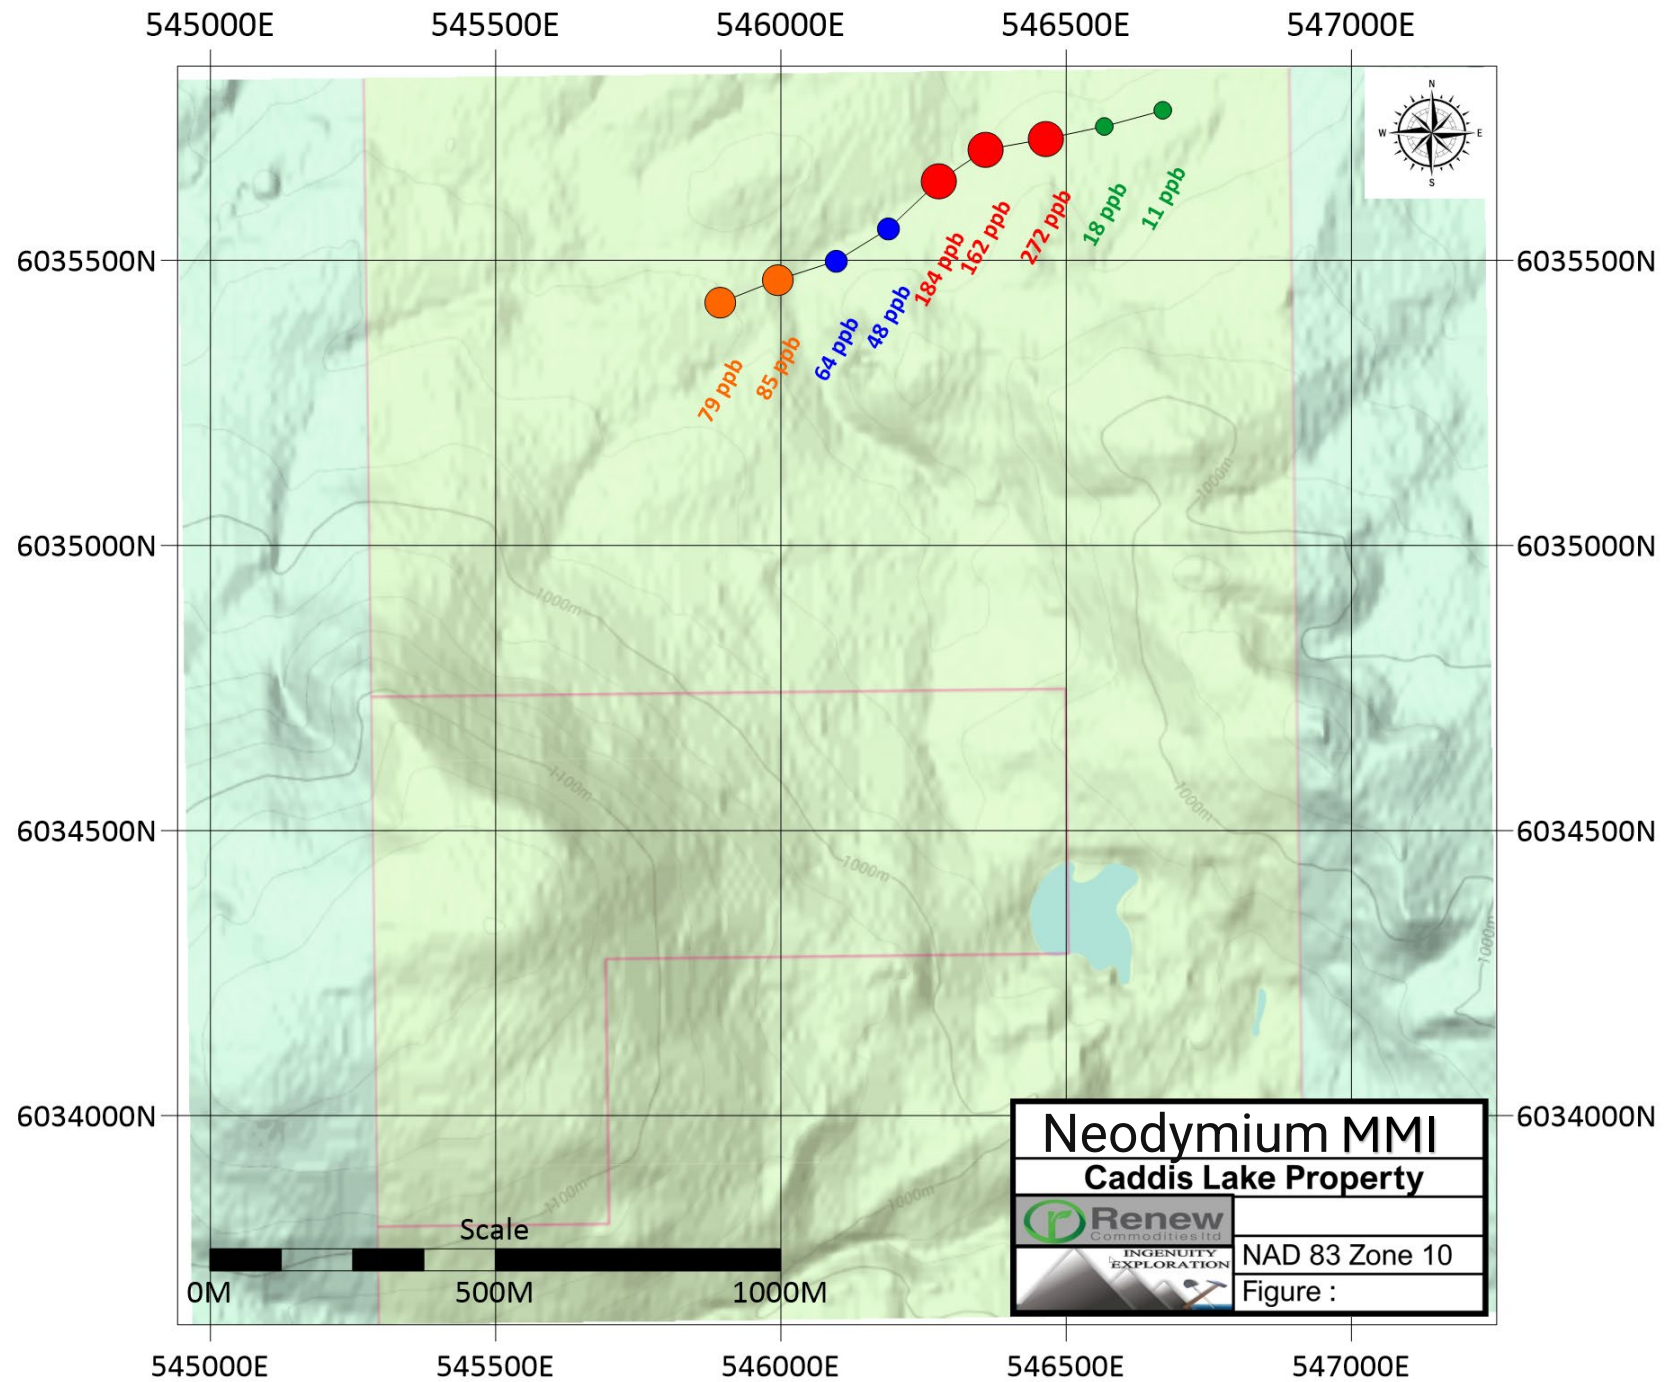 545000E 545500E 546000E 546500E 547000E
N
W E
S
6035500N 6035500N
79 ppb
85 ppb
64 ppb
48 ppb
184 ppb
162 ppb
272 ppb
18 ppb
11 ppb
1000m
6035000N 6035000N
1000m
1100m
1000m
6034500N 6034500N
1000m
1000m
6034000N 6034000N
1100m
1000m
Scale
0M 500M 1000M
Neodymium MMI
Caddis Lake Property
Renew
Commodities ltd
INGENUITY
EXPLORATION
NAD 83 Zone 10
Figure :
545000E 545500E 546000E 546500E 547000E